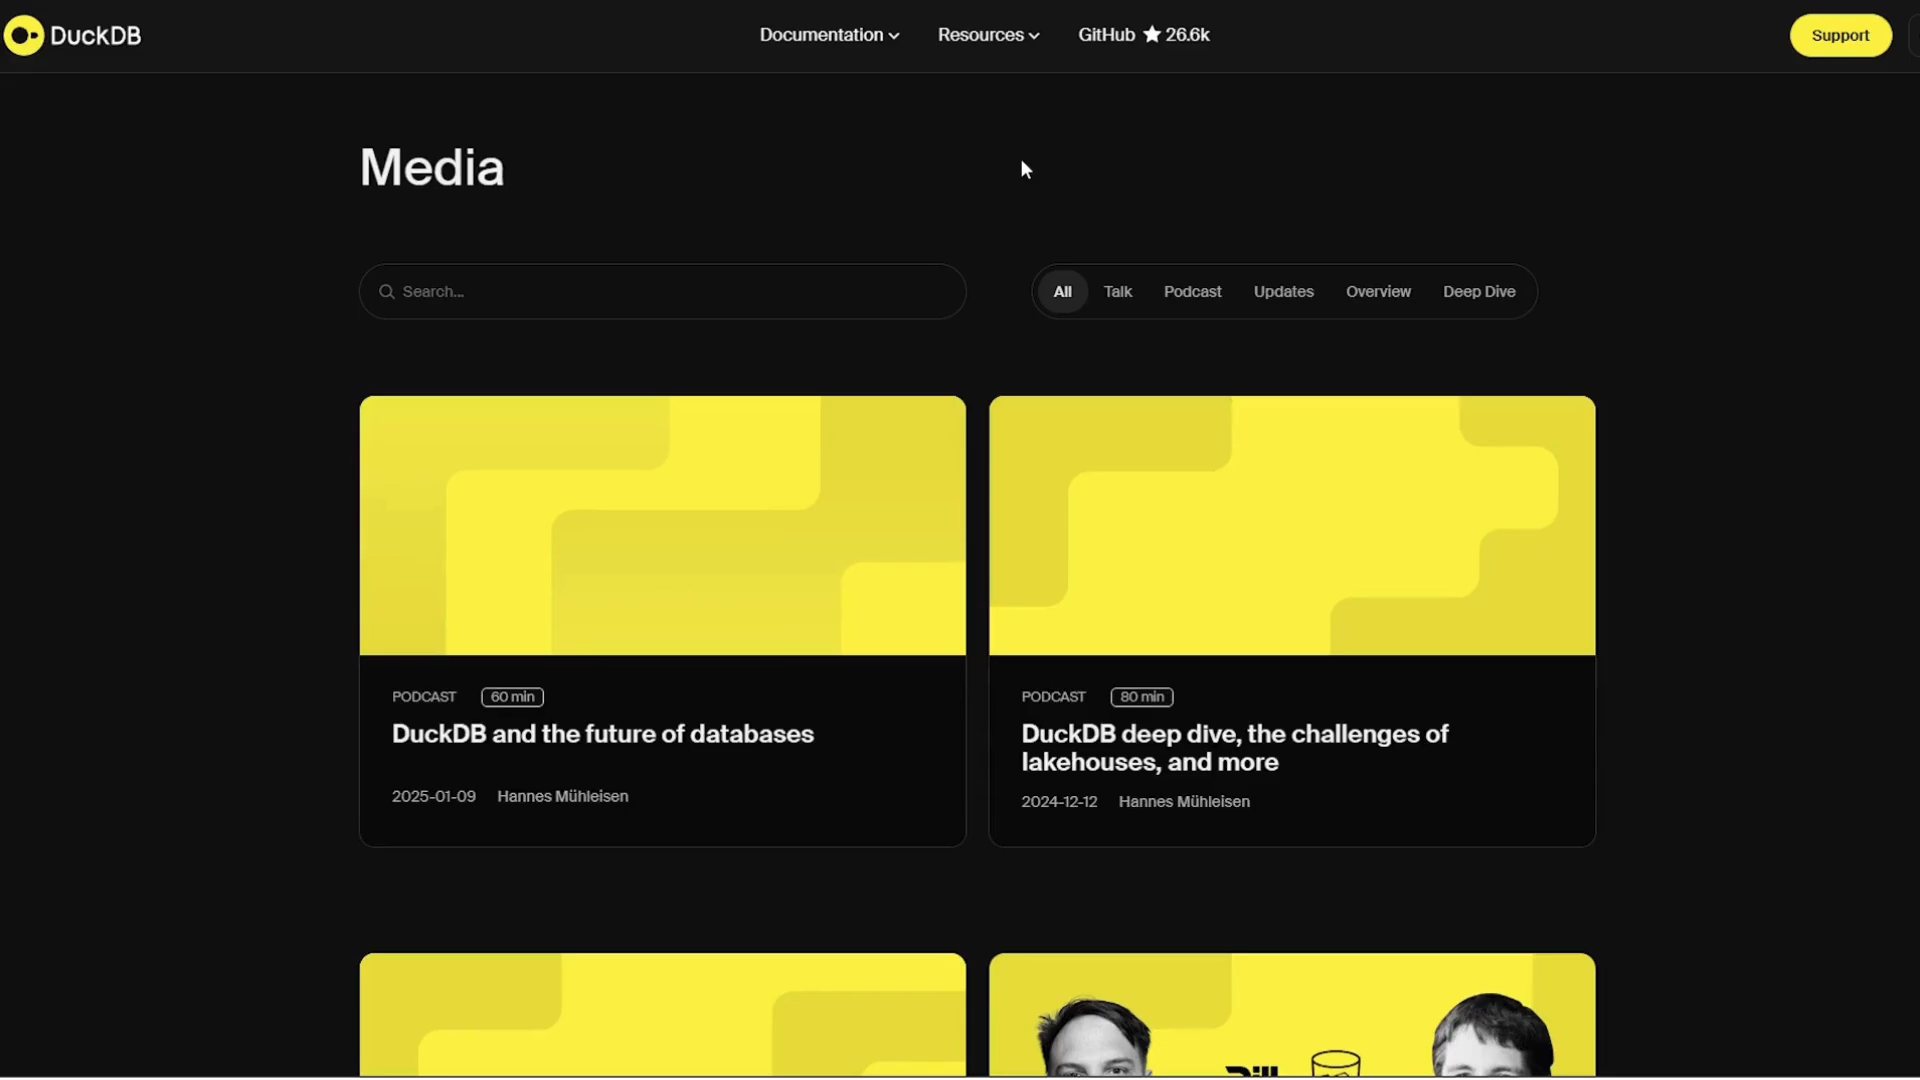 DuckDB
Documentation
Resources
GitHub ★ 26.6k
Support
Media
Search...
All
Talk
Podcast
Updates
Overview
Deep Dive
PODCAST
60 min
DuckDB and the future of databases
2025-01-09
Hannes Mühleisen
PODCAST
80 min
DuckDB deep dive, the challenges of
lakehouses, and more
2024-12-12
Hannes Mühleisen